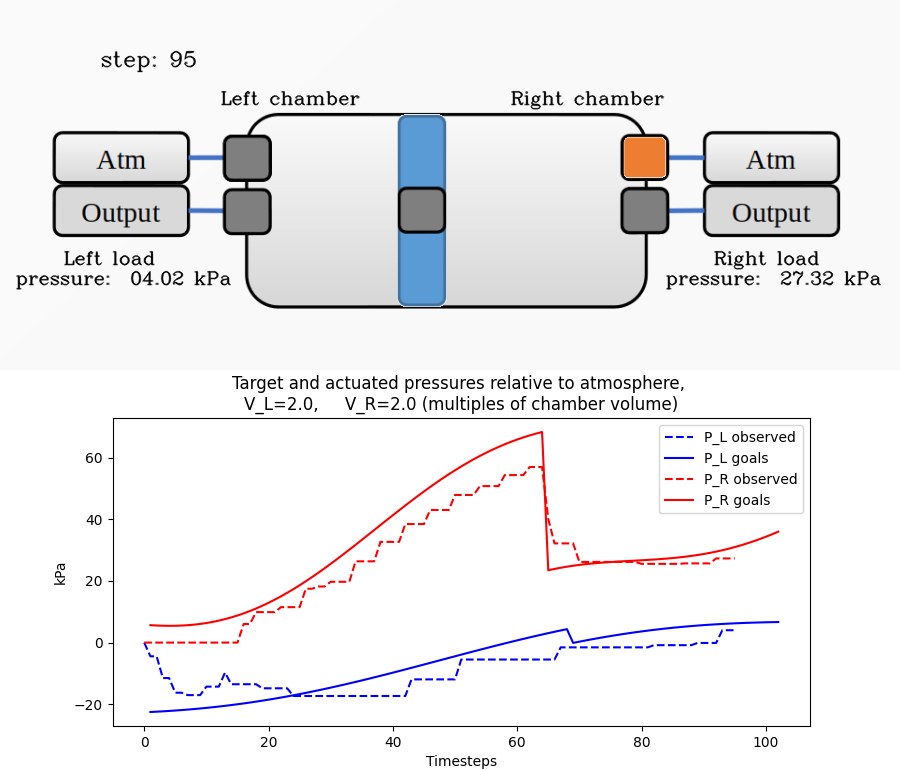 step: 95
Left chamber
Right chamber
Atm
Atm
Output
Output
Left load
pressure: 04.02 kPa
Right load
pressure: 27.32 kPa
Target and actuated pressures relative to atmosphere,
V_L=2.0, V_R=2.0 (multiples of chamber volume)
P_L observed
P_L goals
P_R observed
P_R goals
kPa
60
40
20
0
−20
0 20 40 60 80 100
Timesteps